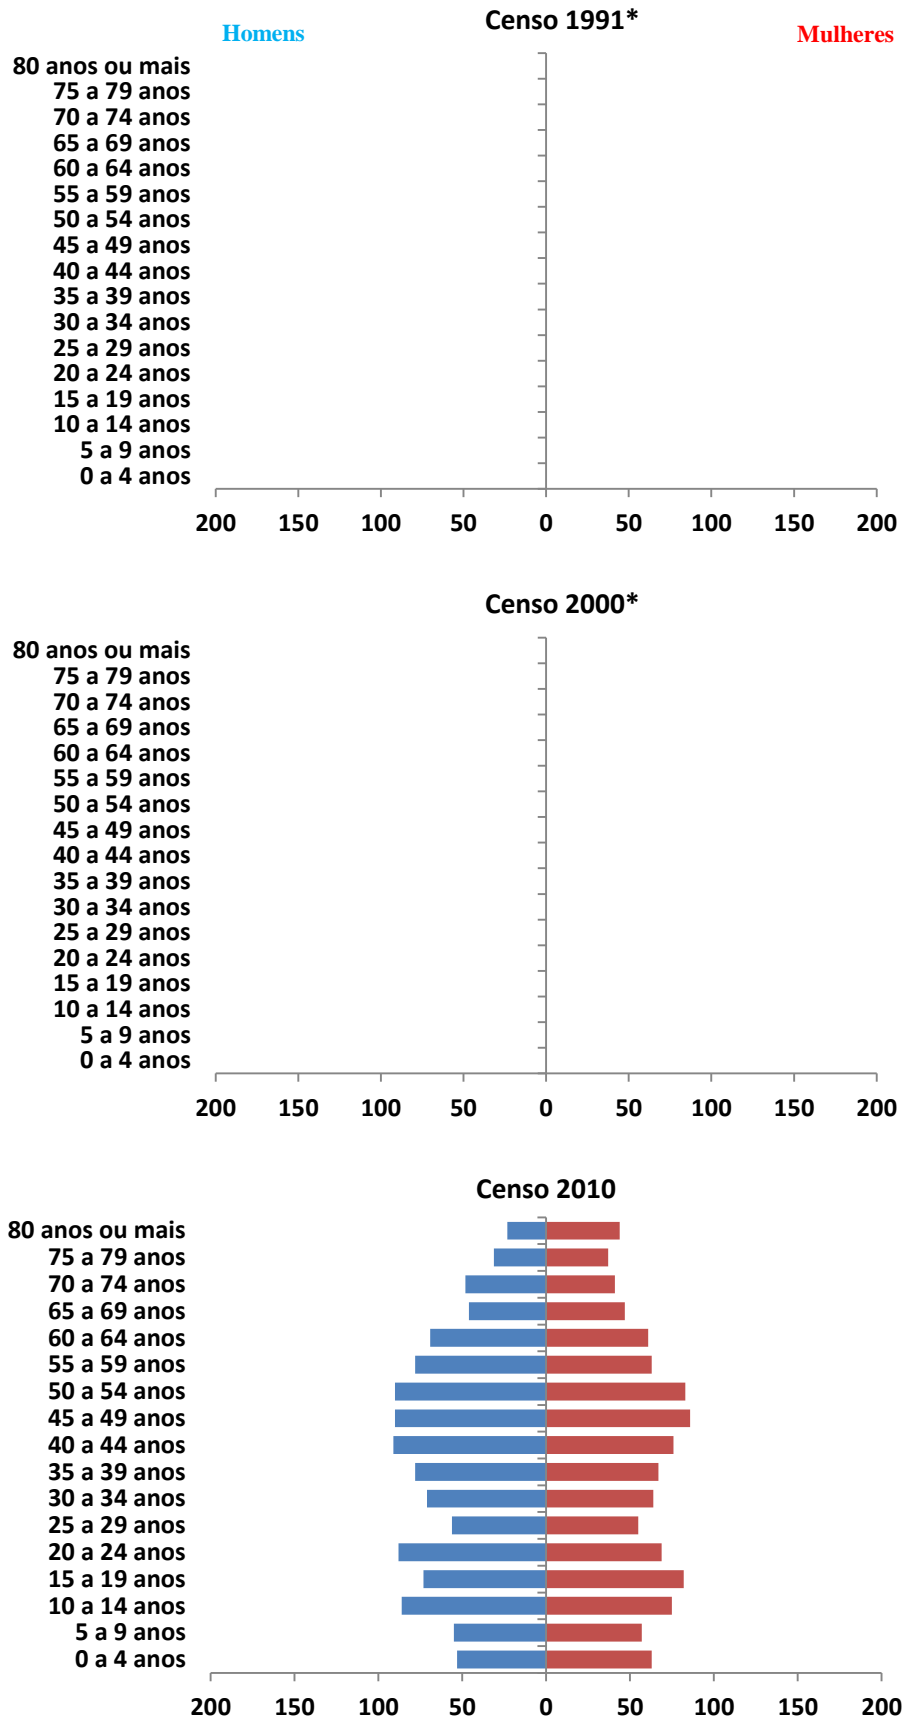 Censo 1991*
Homens
Mulheres
80 anos ou mais
75 a 79 anos
70 a 74 anos
65 a 69 anos
60 a 64 anos
55 a 59 anos
50 a 54 anos
45 a 49 anos
40 a 44 anos
35 a 39 anos
30 a 34 anos
25 a 29 anos
20 a 24 anos
15 a 19 anos
10 a 14 anos
5 a 9 anos
0 a 4 anos
200 150 100 50 0 50 100 150 200
Censo 2000*
80 anos ou mais
75 a 79 anos
70 a 74 anos
65 a 69 anos
60 a 64 anos
55 a 59 anos
50 a 54 anos
45 a 49 anos
40 a 44 anos
35 a 39 anos
30 a 34 anos
25 a 29 anos
20 a 24 anos
15 a 19 anos
10 a 14 anos
5 a 9 anos
0 a 4 anos
200 150 100 50 0 50 100 150 200
Censo 2010
80 anos ou mais
75 a 79 anos
70 a 74 anos
65 a 69 anos
60 a 64 anos
55 a 59 anos
50 a 54 anos
45 a 49 anos
40 a 44 anos
35 a 39 anos
30 a 34 anos
25 a 29 anos
20 a 24 anos
15 a 19 anos
10 a 14 anos
5 a 9 anos
0 a 4 anos
200 150 100 50 0 50 100 150 200